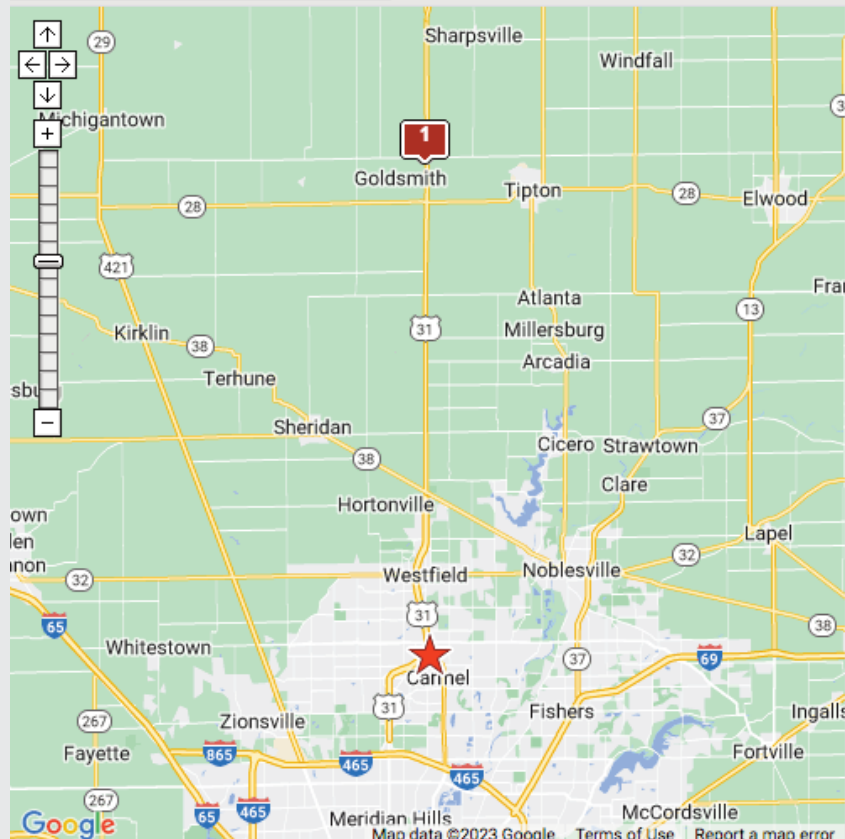 Sharpsville
29
Windfall
Michigantown
+
1
Goldsmith
Tipton
28
28
Elwood
421
Atlanta
13
31
Millersburg
Kirklin
38
Arcadia
Terhune
37
Sheridan
Cicero
Strawtown
38
Clare
Hortonville
Lapel
32
Westfield
Noblesville
32
65
31
38
Whitestown
37
69
Carmel
31
267
Zionsville
Fishers
Ingalls
Fayette
865
465
465
Fortville
267
65
465
Meridian Hills
McCordsville
Google
Map data ©2023 Google
Terms of Use
Report a map error